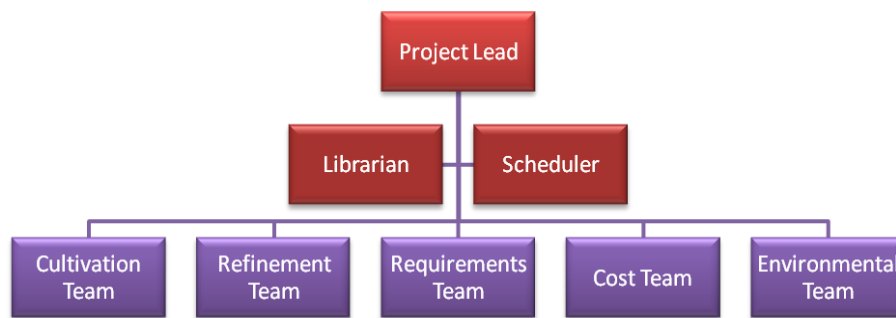 Project Lead
Librarian
Scheduler
Cultivation
Team
Refinement
Team
Requirements
Team
Cost Team
Environmental
Team